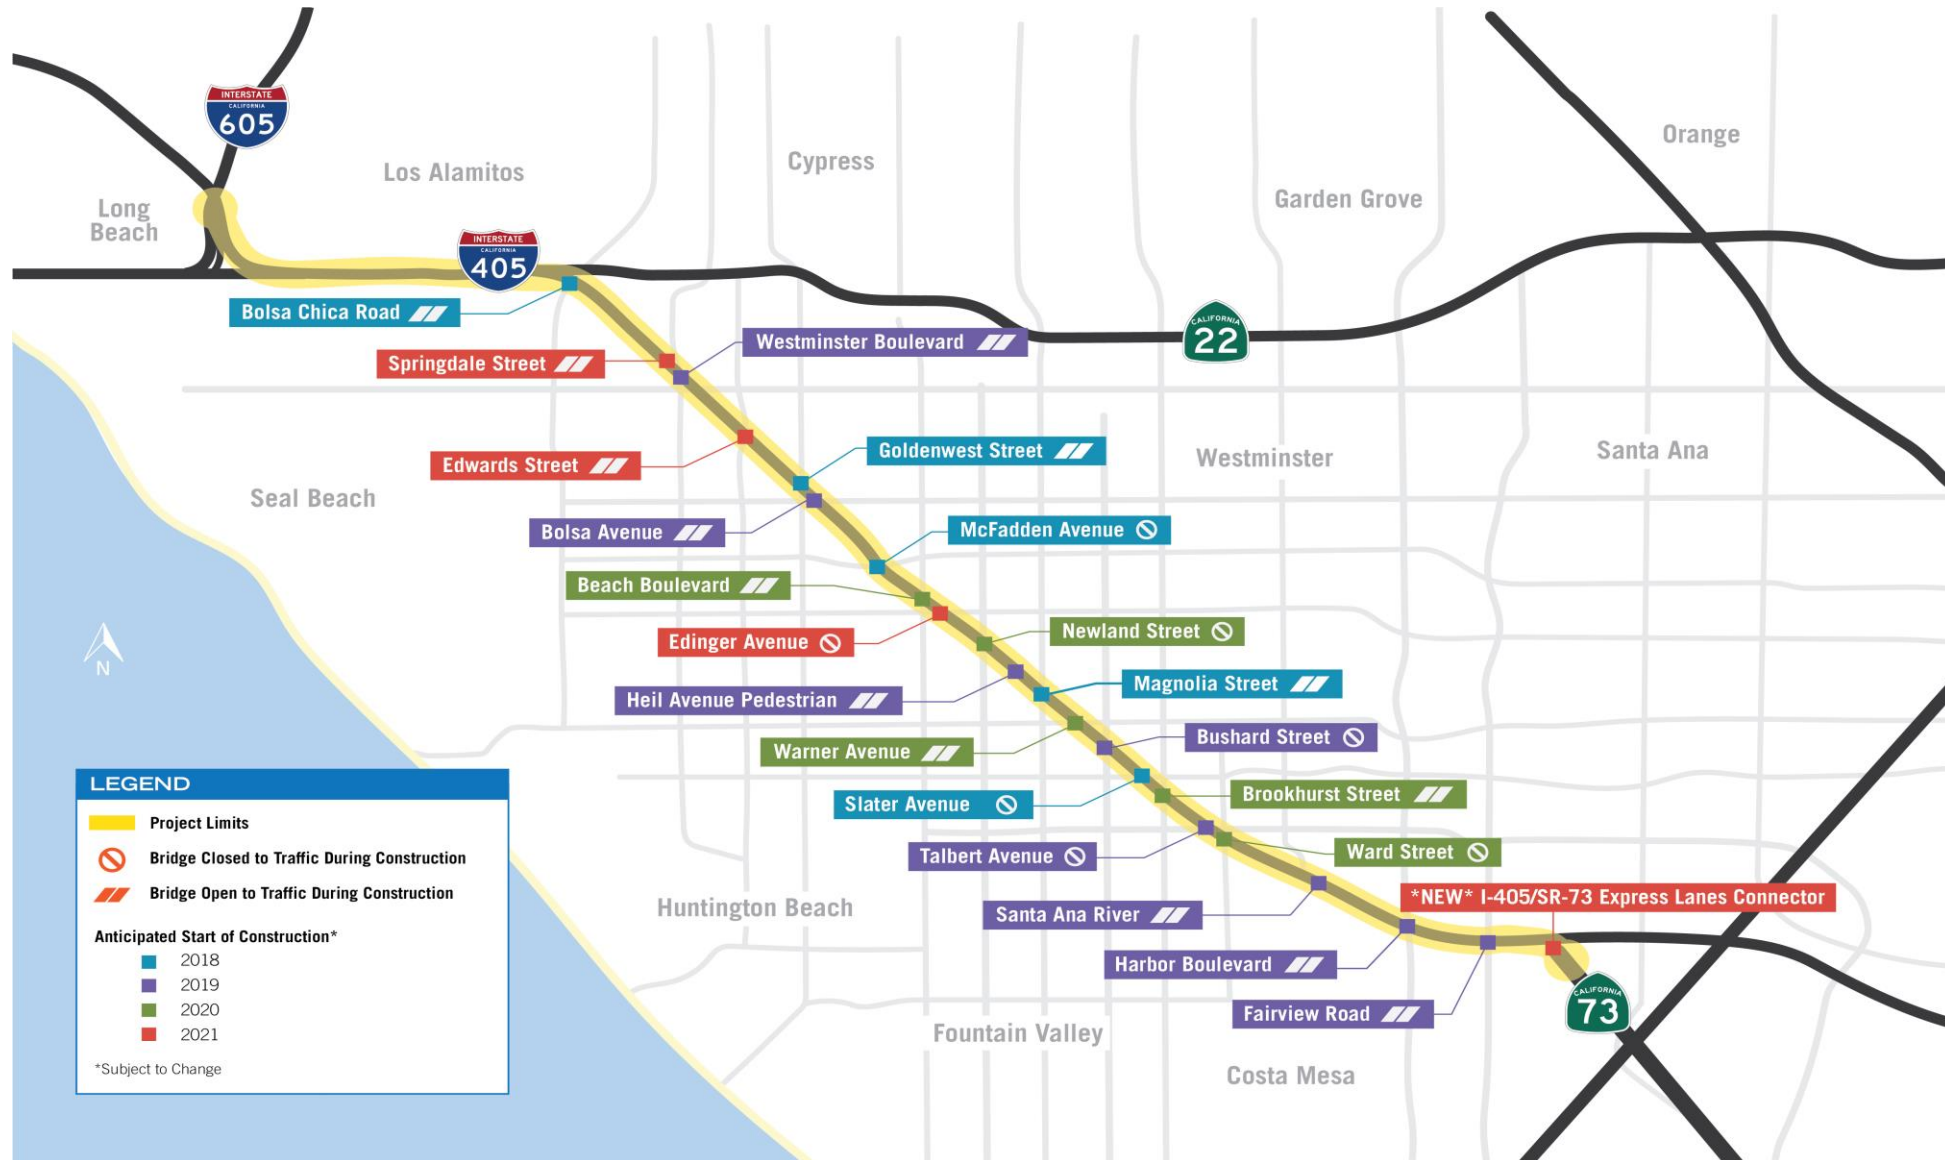 INTERSTATE
CALIFORNIA
605
Los Alamitos
Cypress
Orange
Garden Grove
Long
Beach
INTERSTATE
CALIFORNIA
405
Bolsa Chica Road
CALIFORNIA
22
Westminster Boulevard
Springdale Street
Goldenwest Street
Edwards Street
Westminster
Santa Ana
Seal Beach
Bolsa Avenue
McFadden Avenue
Beach Boulevard
Newland Street
Edinger Avenue
Magnolia Street
Heil Avenue Pedestrian
N
Bushard Street
Warner Avenue
Brookhurst Street
Slater Avenue
Ward Street
Talbert Avenue
*NEW* I-405/SR-73 Express Lanes Connector
Huntington Beach
Santa Ana River
Harbor Boulevard
Fairview Road
CALIFORNIA
73
Fountain Valley
Costa Mesa
LEGEND
Project Limits
Bridge Closed to Traffic During Construction
Bridge Open to Traffic During Construction
Anticipated Start of Construction*
2018
2019
2020
2021
*Subject to Change